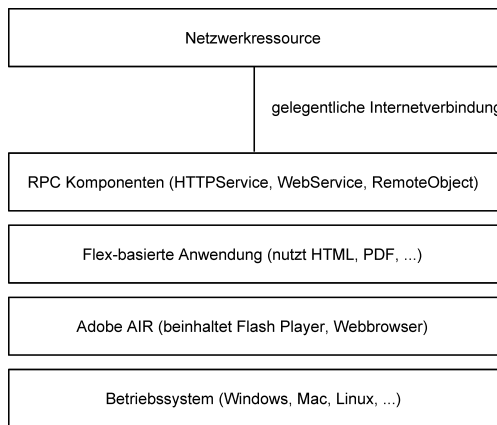 Netzwerkressource
gelegentliche Internetverbindung
RPC Komponenten (HTTPService, WebService, RemoteObject)
Flex-basierte Anwendung (nutzt HTML, PDF, ...)
Adobe AIR (beinhaltet Flash Player, Webbrowser)
Betriebssystem (Windows, Mac, Linux, ...)